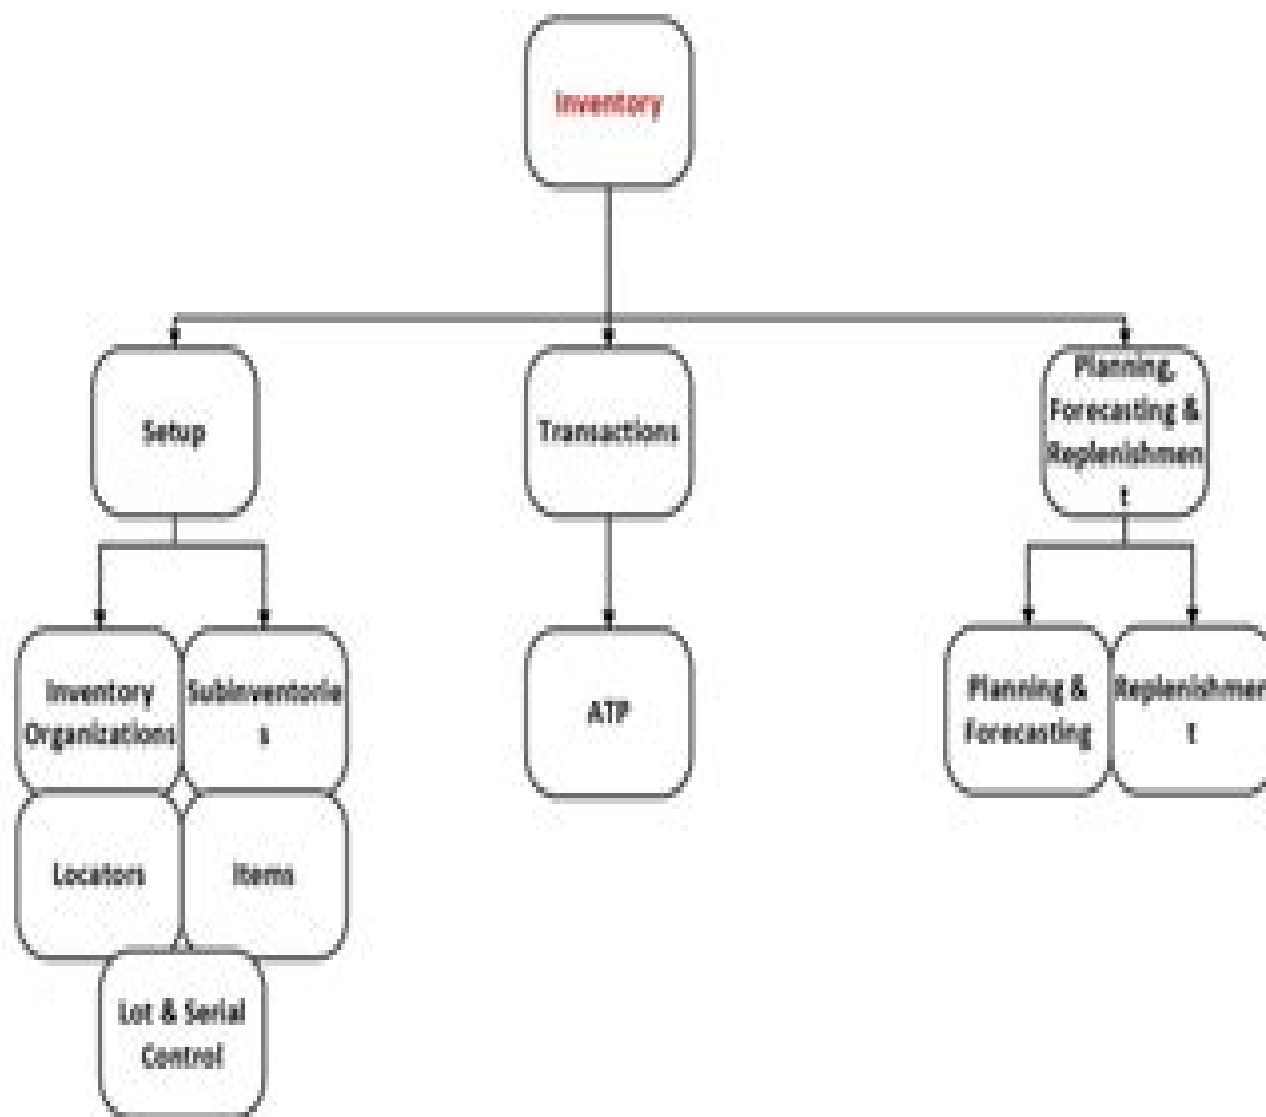 Inventory
Setup
Transactions
Planning,
Forecasting &
Replenishmen
t
Inventory
Organizations
Subinventorie
s
ATP
Planning &
Forecasting
Replenishmen
t
Locators
Items
Lot & Serial
Control